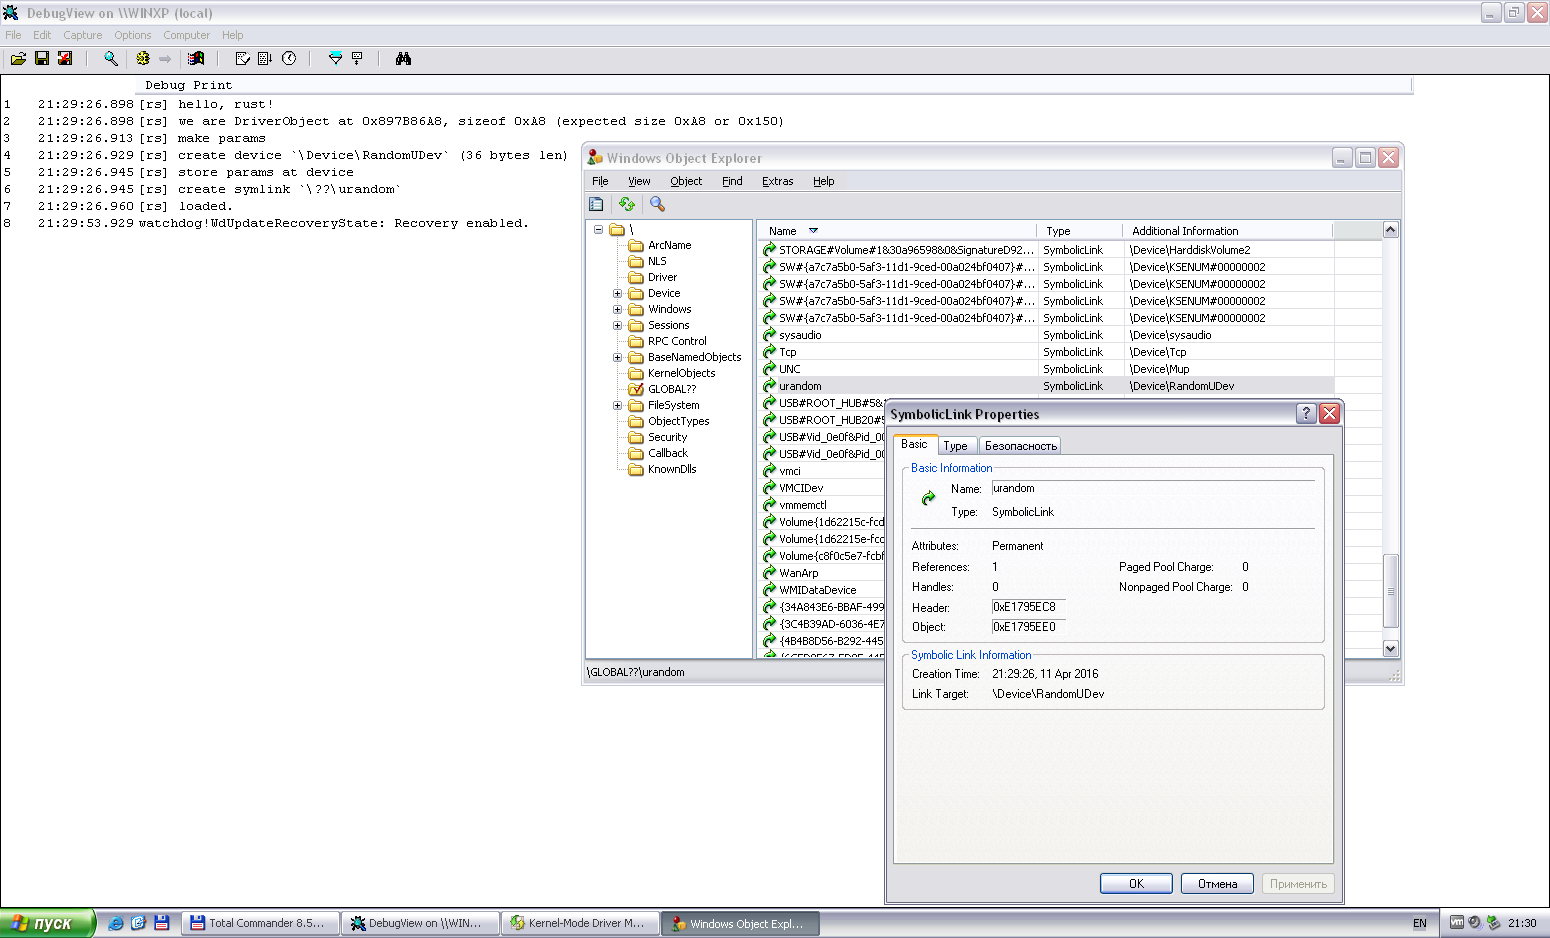 DebugView on \\WINXP (local)
File Edit Capture Options Computer Help
Debug Print
1 21:29:26.898 [rs] hello, rust!
2 21:29:26.898 [rs] we are DriverObject at 0x897B86A8, sizeof 0xA8 (expected size 0xA8 or 0x150)
3 21:29:26.913 [rs] make params
4 21:29:26.929 [rs] create device `\Device\RandomUDev` (36 bytes len)
5 21:29:26.945 [rs] store params at device
6 21:29:26.945 [rs] create symlink `\??\urandom`
7 21:29:26.960 [rs] loaded.
8 21:29:53.929 watchdog!WdUpdateRecoveryState: Recovery enabled.
Windows Object Explorer
File View Object Find Extras Help
\
ArcName
NLS
Driver
Device
Windows
Sessions
RPC Control
BaseNamedObjects
KernelObjects
GLOBAL??
FileSystem
ObjectTypes
Security
Callback
KnownDlls
Name Type Additional Information
STORAGE#Volume#1&30a96598&0&SignatureD92... SymbolicLink \Device\HarddiskVolume2
SW#{a7c7a5b0-5af3-11d1-9ced-00a024bf0407}#... SymbolicLink \Device\KSENUM#00000002
SW#{a7c7a5b0-5af3-11d1-9ced-00a024bf0407}#... SymbolicLink \Device\KSENUM#00000002
SW#{a7c7a5b0-5af3-11d1-9ced-00a024bf0407}#... SymbolicLink \Device\KSENUM#00000002
SW#{a7c7a5b0-5af3-11d1-9ced-00a024bf0407}#... SymbolicLink \Device\KSENUM#00000002
sysaudio SymbolicLink \Device\sysaudio
Tcp SymbolicLink \Device\Tcp
UNC SymbolicLink \Device\Mup
urandom SymbolicLink \Device\RandomUDev
USB#ROOT_HUB#5&1
USB#ROOT_HUB20#5
USB#Vid_0e0f&Pid_00
USB#Vid_0e0f&Pid_00
vmci
VMCIDev
vmmemctl
Volume{1d62215c-fcd
Volume{1d62215e-fcc
Volume{c8f0c5e7-fcbf
WanArp
WMIDataDevice
{34A843E6-BBAF-499
{3C4B39AD-6036-4E7
{4B4B8D56-B292-445
\GLOBAL??\urandom
SymbolicLink Properties
Basic Type Безопасность
Basic Information
Name: urandom
Type: SymbolicLink
Attributes: Permanent
References: 1 Paged Pool Charge: 0
Handles: 0 Nonpaged Pool Charge: 0
Header: 0xE1795EC8
Object: 0xE1795EE0
Symbolic Link Information
Creation Time: 21:29:26, 11 Apr 2016
Link Target: \Device\RandomUDev
OK Отмена Применить
пуск Total Commander 8.5... DebugView on \\WIN... Kernel-Mode Driver M... Windows Object Expl... EN vm 21:30